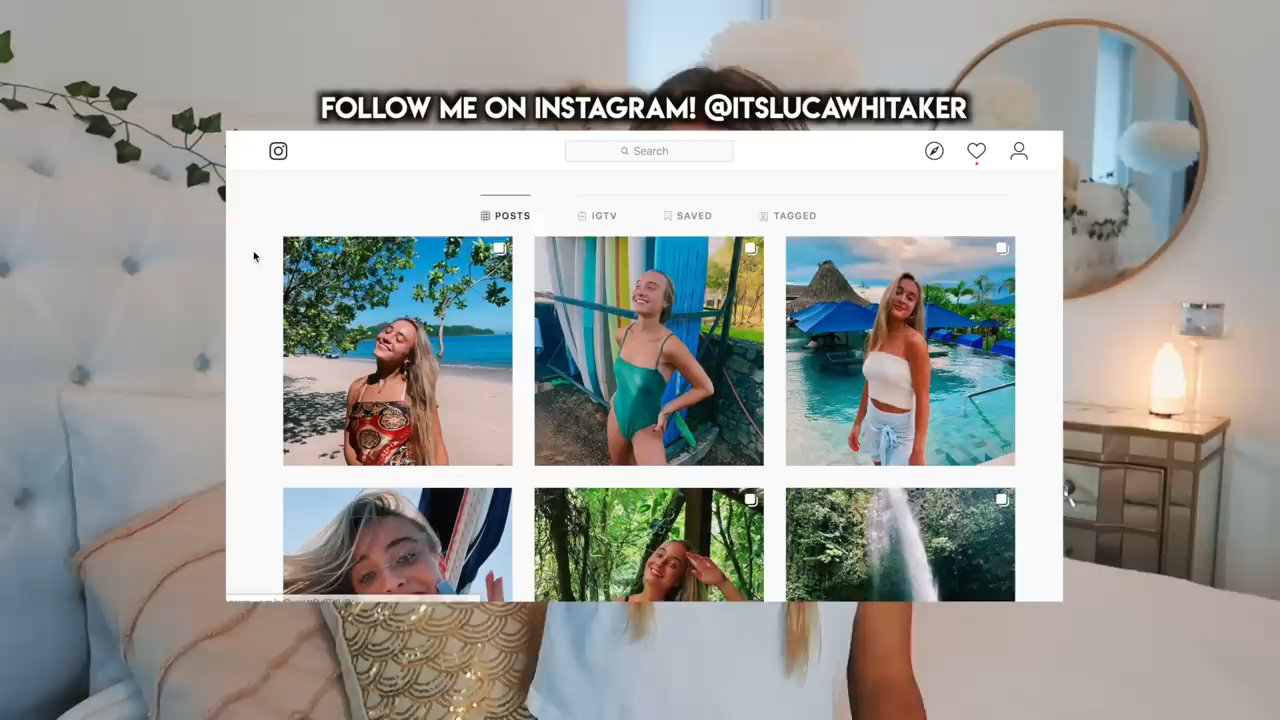 FOLLOW ME ON INSTAGRAM! @ITSLUCAWHITAKER
Search
POSTS IGTV SAVED TAGGED